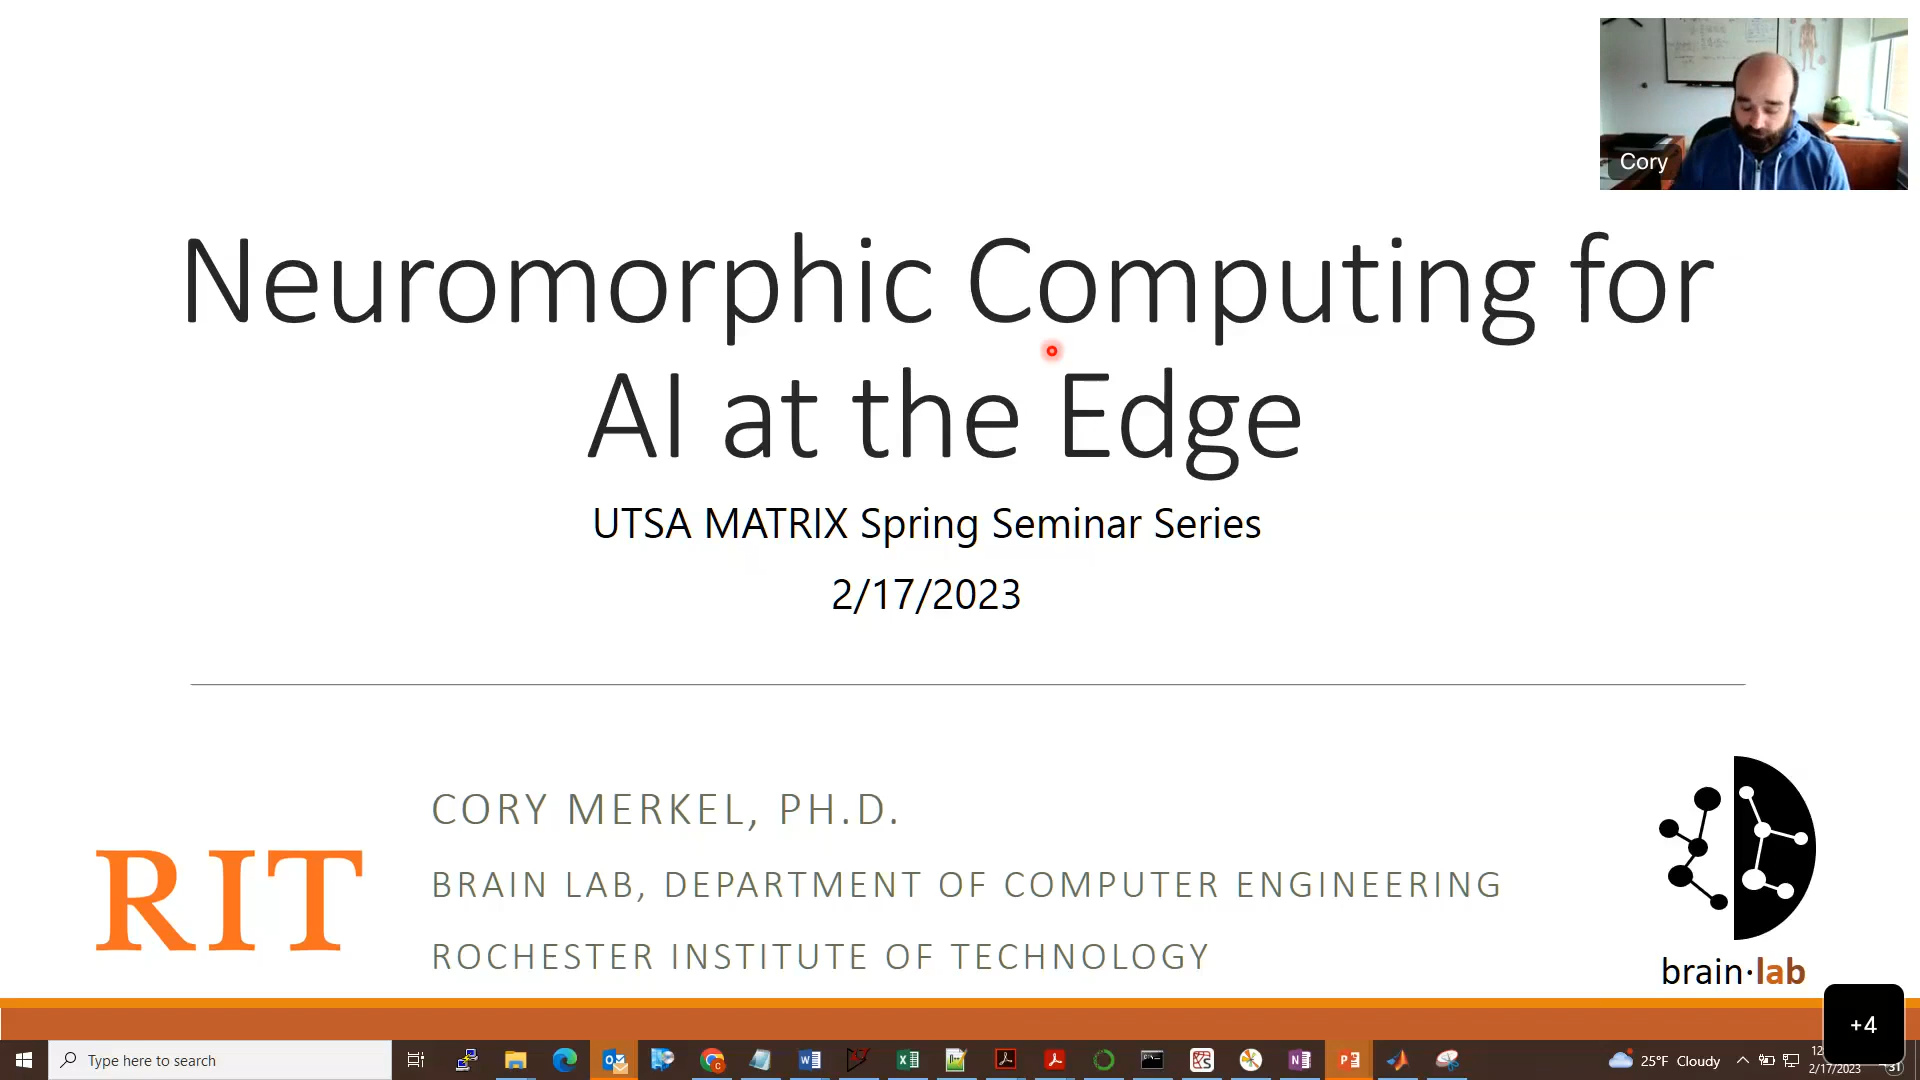 Cory
Neuromorphic Computing for
AI at the Edge
UTSA MATRIX Spring Seminar Series
2/17/2023
CORY MERKEL, PH.D.
BRAIN LAB, DEPARTMENT OF COMPUTER ENGINEERING
ROCHESTER INSTITUTE OF TECHNOLOGY
RIT
brain·lab
+4
Type here to search
25°F Cloudy
2/17/2023
31